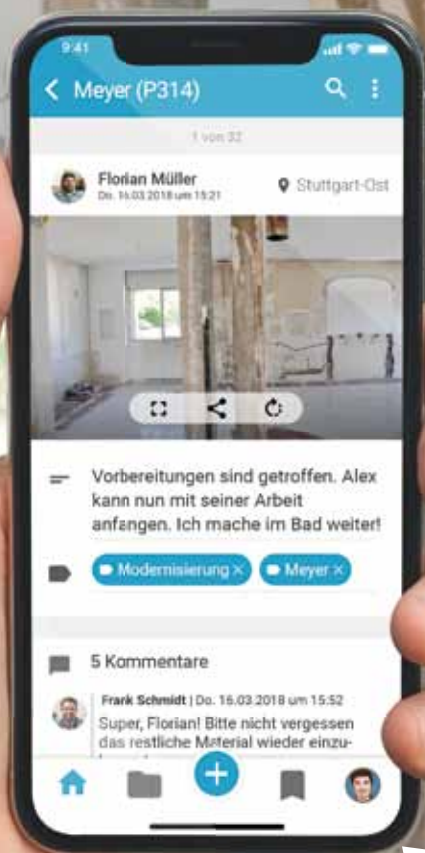 9:41
Meyer (P314)
1 von 32
Florian Müller
Do. 16.03.2018 um 15:21
Stuttgart-Ost
Vorbereitungen sind getroffen. Alex
kann nun mit seiner Arbeit
anfangen. Ich mache im Bad weiter!
Modernisierung ×
Meyer ×
5 Kommentare
Frank Schmidt | Do. 16.03.2018 um 15:52
Super, Florian! Bitte nicht vergessen
das restliche Material wieder einzu-